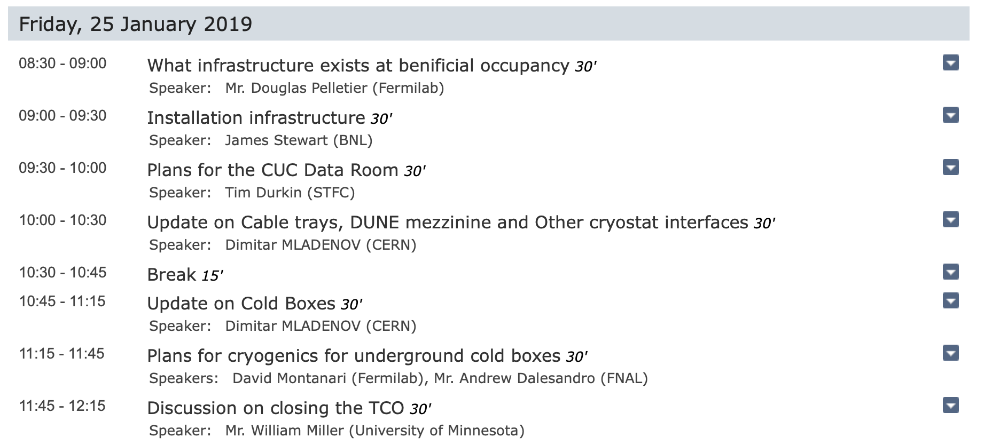 Friday, 25 January 2019
08:30 - 09:00 What infrastructure exists at benificial occupancy 30'
Speaker: Mr. Douglas Pelletier (Fermilab)
09:00 - 09:30 Installation infrastructure 30'
Speaker: James Stewart (BNL)
09:30 - 10:00 Plans for the CUC Data Room 30'
Speaker: Tim Durkin (STFC)
10:00 - 10:30 Update on Cable trays, DUNE mezzinine and Other cryostat interfaces 30'
Speaker: Dimitar MLADENOV (CERN)
10:30 - 10:45 Break 15'
10:45 - 11:15 Update on Cold Boxes 30'
Speaker: Dimitar MLADENOV (CERN)
11:15 - 11:45 Plans for cryogenics for underground cold boxes 30'
Speakers: David Montanari (Fermilab), Mr. Andrew Dalesandro (FNAL)
11:45 - 12:15 Discussion on closing the TCO 30'
Speaker: Mr. William Miller (University of Minnesota)